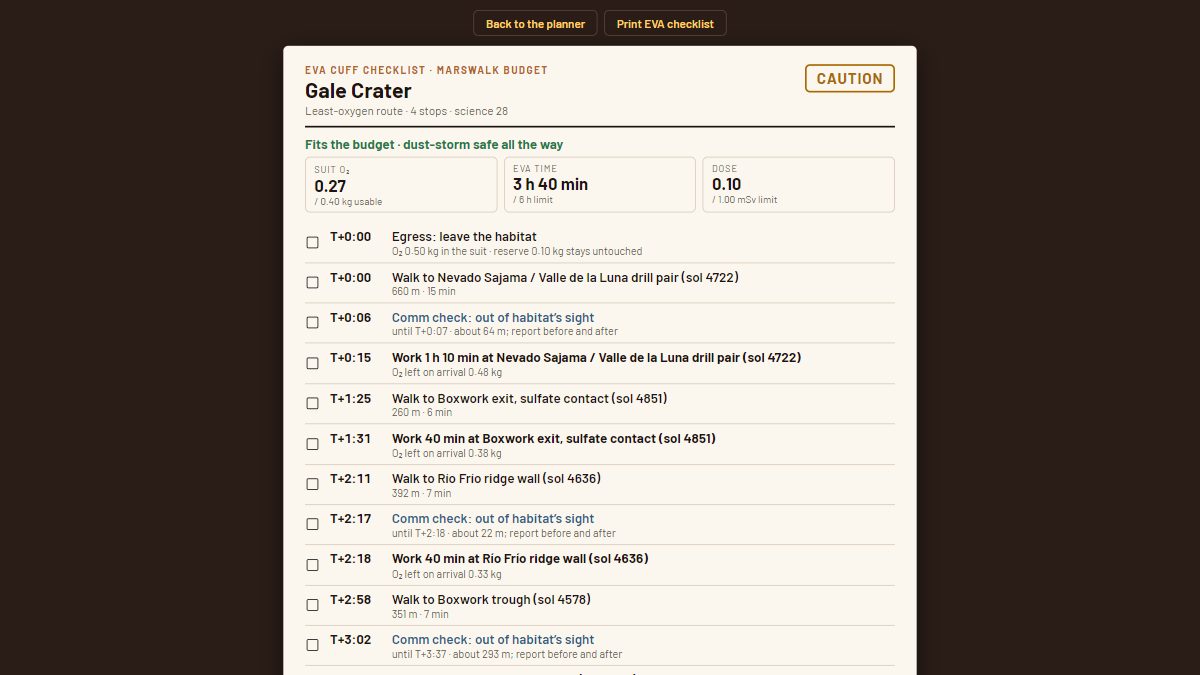 Back to the planner
Print EVA checklist
EVA CUFF CHECKLIST · MARSWALK BUDGET
CAUTION
Gale Crater
Least-oxygen route · 4 stops · science 28
Fits the budget · dust-storm safe all the way
SUIT O₂
0.27
/ 0.40 kg usable
EVA TIME
3 h 40 min
/ 6 h limit
DOSE
0.10
/ 1.00 mSv limit
T+0:00 Egress: leave the habitat
O₂ 0.50 kg in the suit · reserve 0.10 kg stays untouched
T+0:00 Walk to Nevado Sajama / Valle de la Luna drill pair (sol 4722)
660 m · 15 min
T+0:06 Comm check: out of habitat's sight
until T+0:07 · about 64 m; report before and after
T+0:15 Work 1 h 10 min at Nevado Sajama / Valle de la Luna drill pair (sol 4722)
O₂ left on arrival 0.48 kg
T+1:25 Walk to Boxwork exit, sulfate contact (sol 4851)
260 m · 6 min
T+1:31 Work 40 min at Boxwork exit, sulfate contact (sol 4851)
O₂ left on arrival 0.38 kg
T+2:11 Walk to Río Frío ridge wall (sol 4636)
392 m · 7 min
T+2:17 Comm check: out of habitat's sight
until T+2:18 · about 22 m; report before and after
T+2:18 Work 40 min at Río Frío ridge wall (sol 4636)
O₂ left on arrival 0.33 kg
T+2:58 Walk to Boxwork trough (sol 4578)
351 m · 7 min
T+3:02 Comm check: out of habitat's sight
until T+3:37 · about 293 m; report before and after